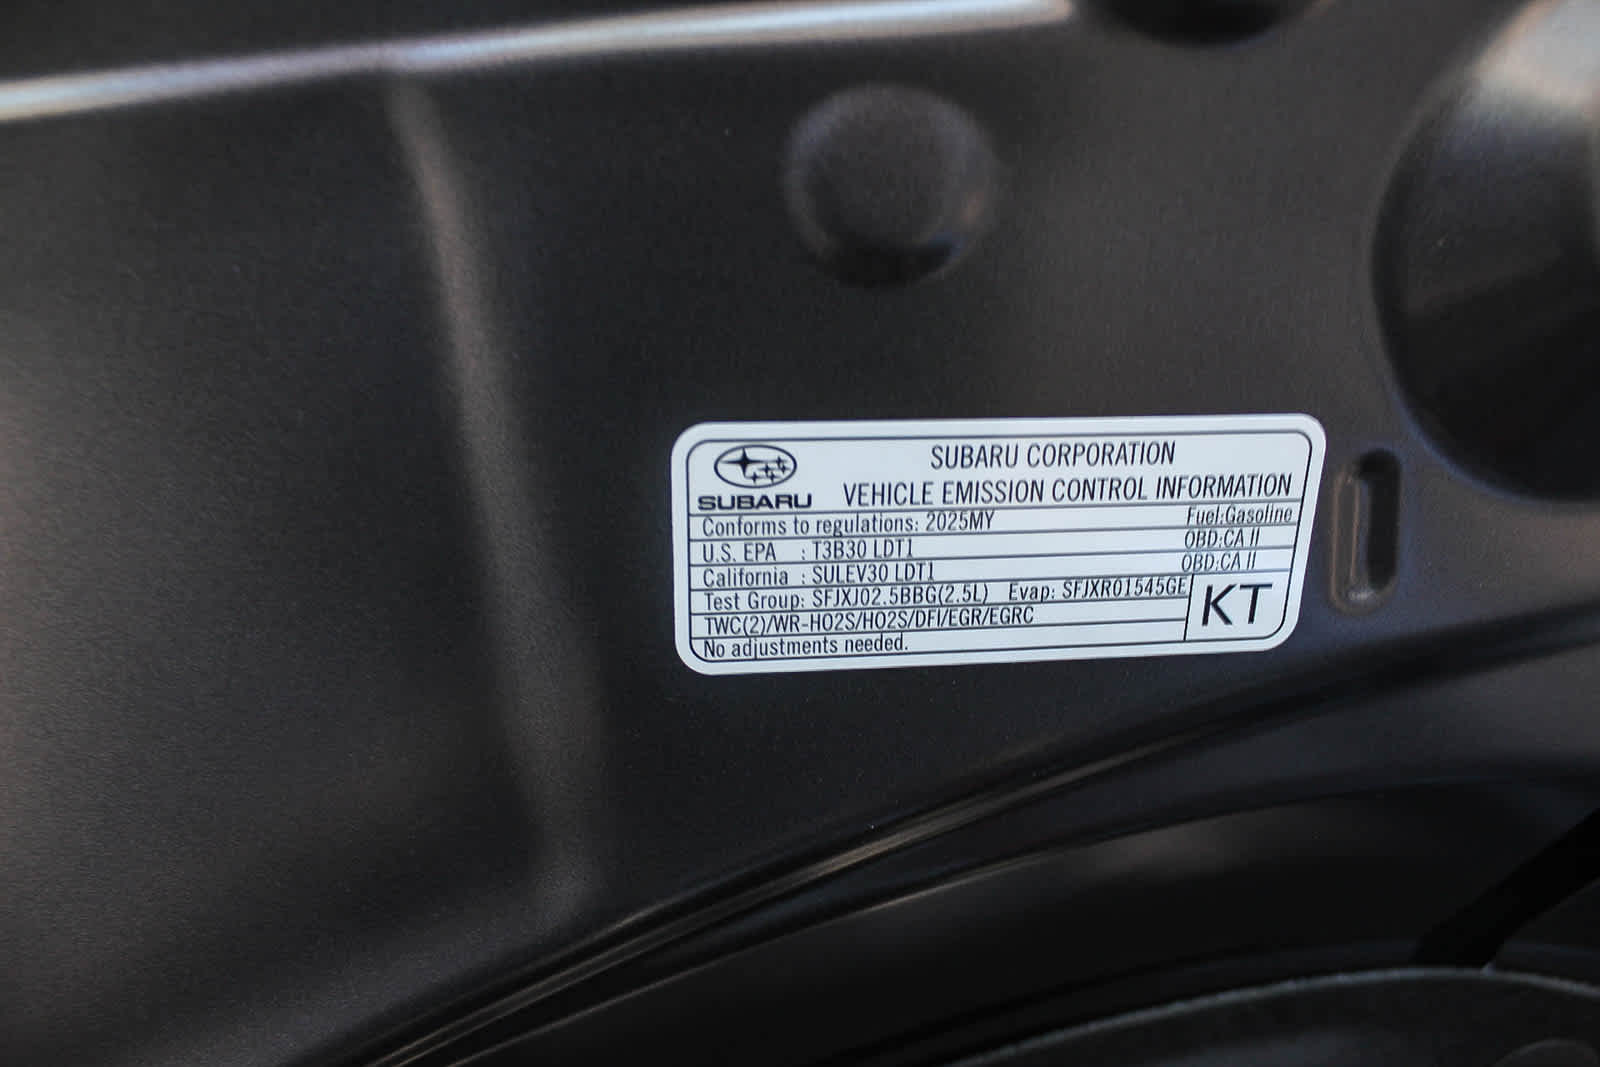 SUBARU CORPORATION
SUBARU VEHICLE EMISSION CONTROL INFORMATION
Conforms to regulations: 2025MY Fuel:Gasoline
U.S. EPA : T3B30 LDT1 OBD:CA II
California : SULEV30 LDT1 OBD:CA II
Test Group: SFJXJ02.5BBG(2.5L) Evap: SFJXR01545GE
TWC(2)/WR-HO2S/HO2S/DFI/EGR/EGRC
KT
No adjustments needed.